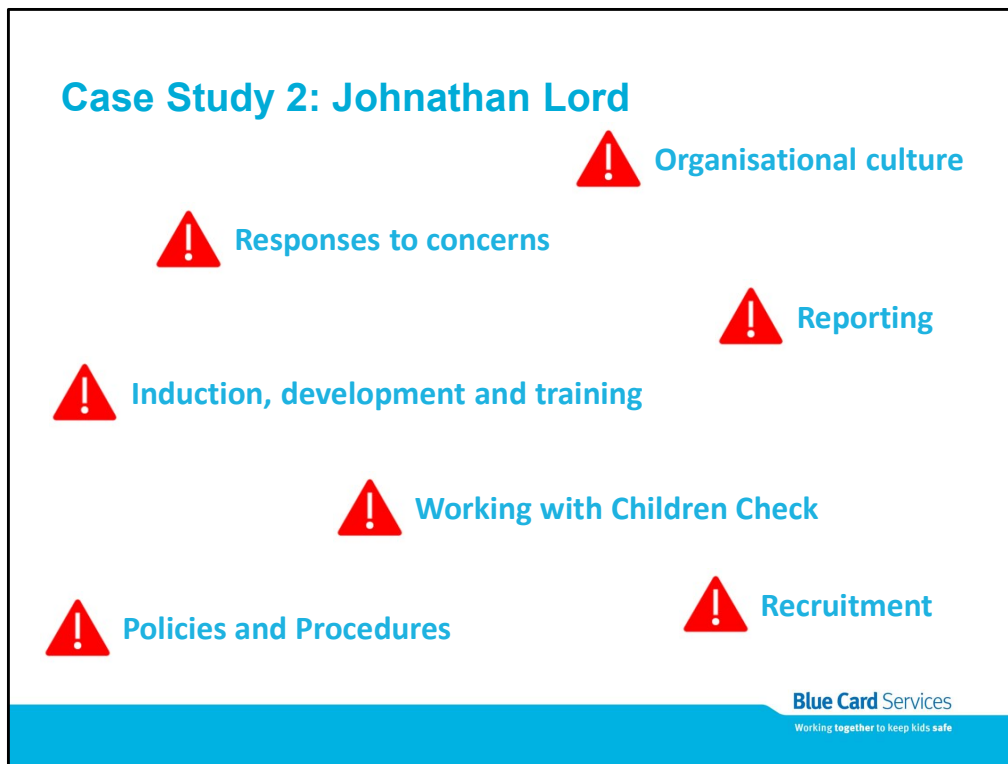 Case Study 2: Johnathan Lord
Organisational culture
Responses to concerns
Reporting
Induction, development and training
Working with Children Check
Recruitment
Policies and Procedures
Blue Card Services
Working together to keep kids safe